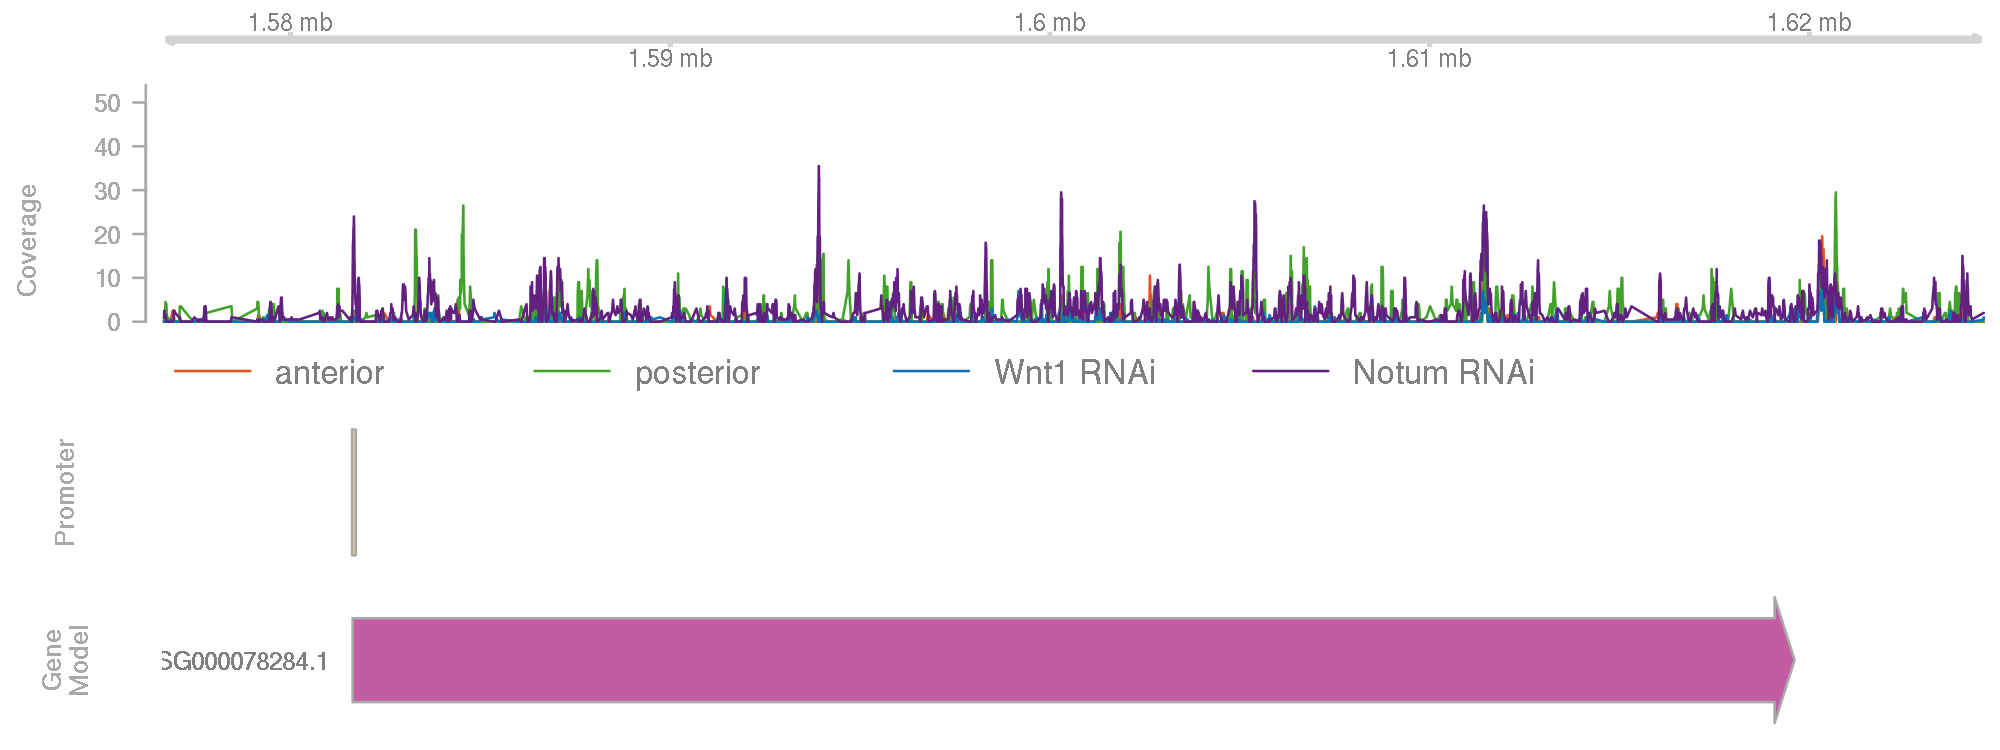 1.58 mb
1.6 mb
1.62 mb
1.59 mb
1.61 mb
Coverage
50
40
30
20
10
0
anterior
posterior
Wnt1 RNAi
Notum RNAi
Promoter
Gene
Model
SG000078284.1